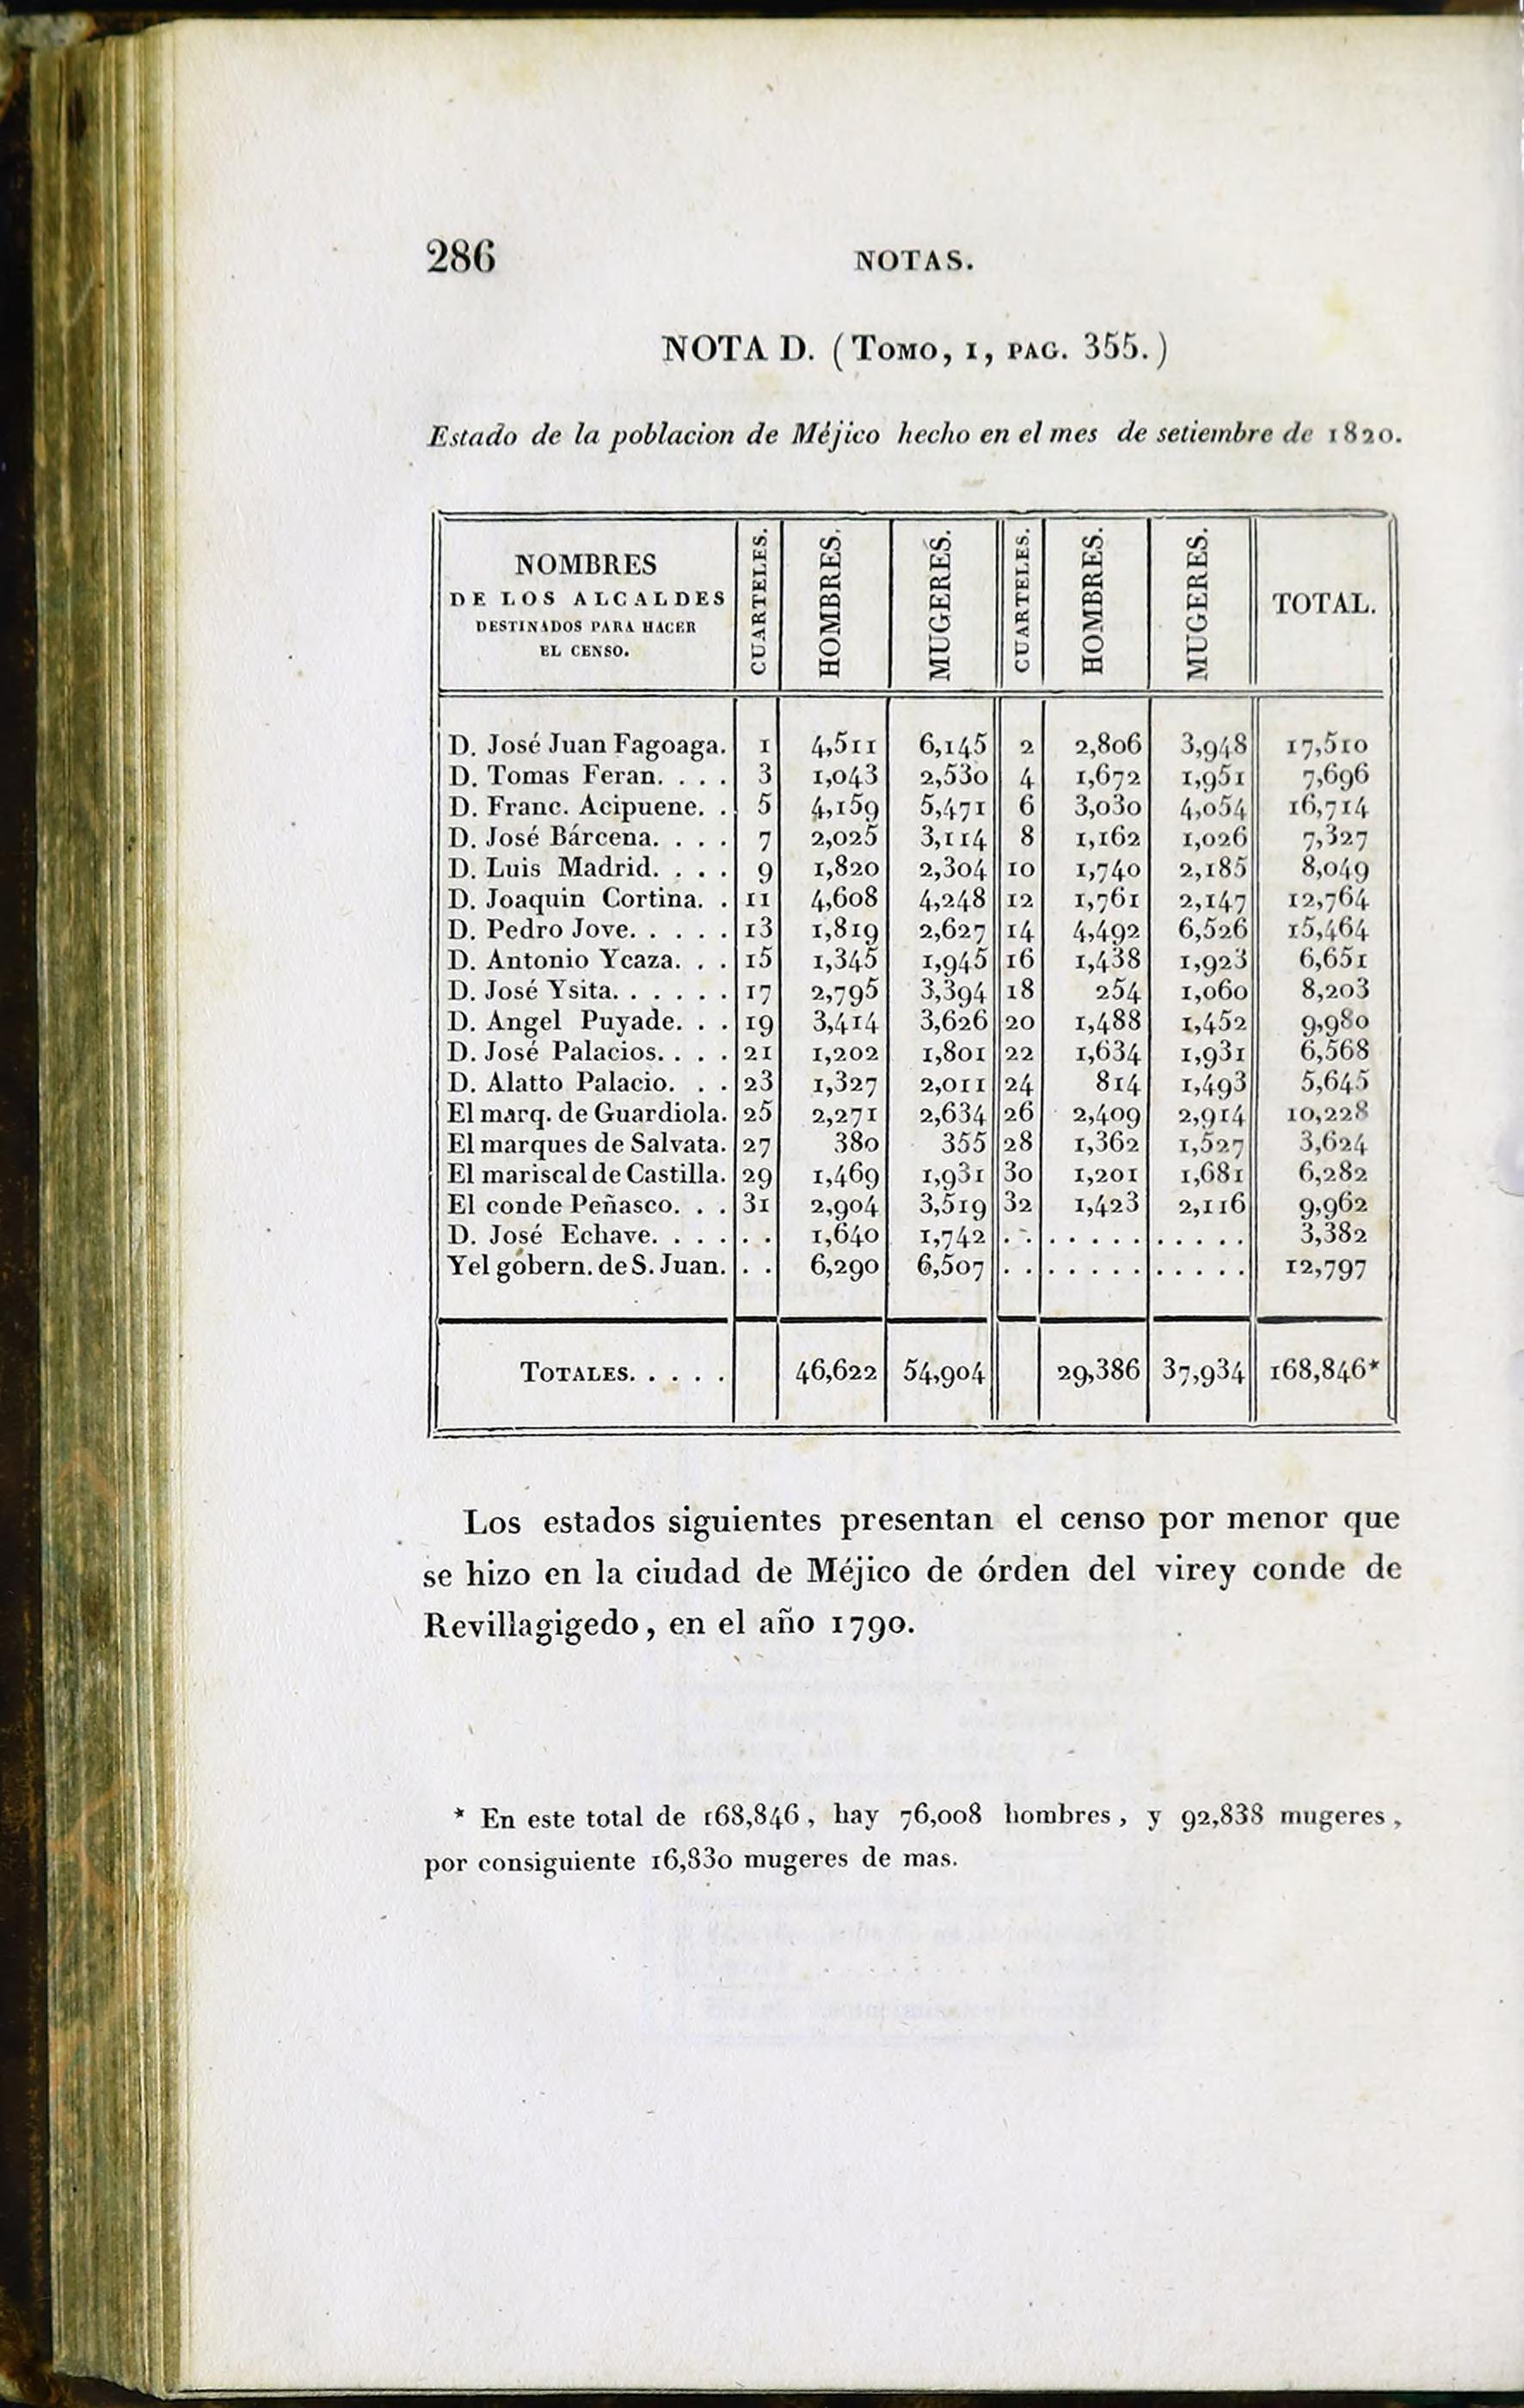 286 NOTAS.
NOTA D. (Tomo, I, PAG. 355.)
Estado de la poblacion de Méjico hecho en el mes de setiembre de 1820.
NOMBRES DE LOS ALCALDES DESTINADOS PARA HACER EL CENSO. CUARTELES. HOMBRES. MUGERES. CUARTELES. HOMBRES. MUGERES. TOTAL.
D. José Juan Fagoaga. 1 4,511 6,145 2 2,806 3,948 17,510
D. Tomas Feran. . . . 3 1,043 2,530 4 1,672 1,951 7,696
D. Franc. Acipuene. . 5 4,159 5,471 6 3,030 4,054 16,714
D. José Bárcena. . . . 7 2,025 3,114 8 1,162 1,026 7,327
D. Luis Madrid. . . . 9 1,820 2,304 10 1,740 2,185 8,049
D. Joaquin Cortina. . 11 4,608 4,248 12 1,761 2,147 12,764
D. Pedro Jove. . . . . 13 1,819 2,627 14 4,492 6,526 15,464
D. Antonio Ycaza. . . 15 1,345 1,945 16 1,438 1,923 6,651
D. José Ysita. . . . . . 17 2,795 3,394 18 254 1,060 8,203
D. Angel Puyade. . . 19 3,414 3,626 20 1,488 1,452 9,980
D. José Palacios. . . . 21 1,202 1,801 22 1,634 1,931 6,568
D. Alatto Palacio. . . 23 1,327 2,011 24 814 1,493 5,645
El marq. de Guardiola. 25 2,271 2,634 26 2,409 2,914 10,228
El marques de Salvata. 27 380 355 28 1,362 1,527 3,624
El mariscal de Castilla. 29 1,469 1,931 30 1,201 1,681 6,282
El conde Peñasco. . . 31 2,904 3,519 32 1,423 2,116 9,962
D. José Echave. . . . . . 1,640 1,742 . . . . . . . . . . . . 3,382
Y el gobern. de S. Juan. . . 6,290 6,507 . . . . . . . . . . . . 12,797
Totales. . . . . 46,622 54,904 29,386 37,934 168,846*
Los estados siguientes presentan el censo por menor que
se hizo en la ciudad de Méjico de órden del virey conde de
Revillagigedo, en el año 1790.
* En este total de 168,846, hay 76,008 hombres, y 92,838 mugeres,
por consiguiente 16,830 mugeres de mas.